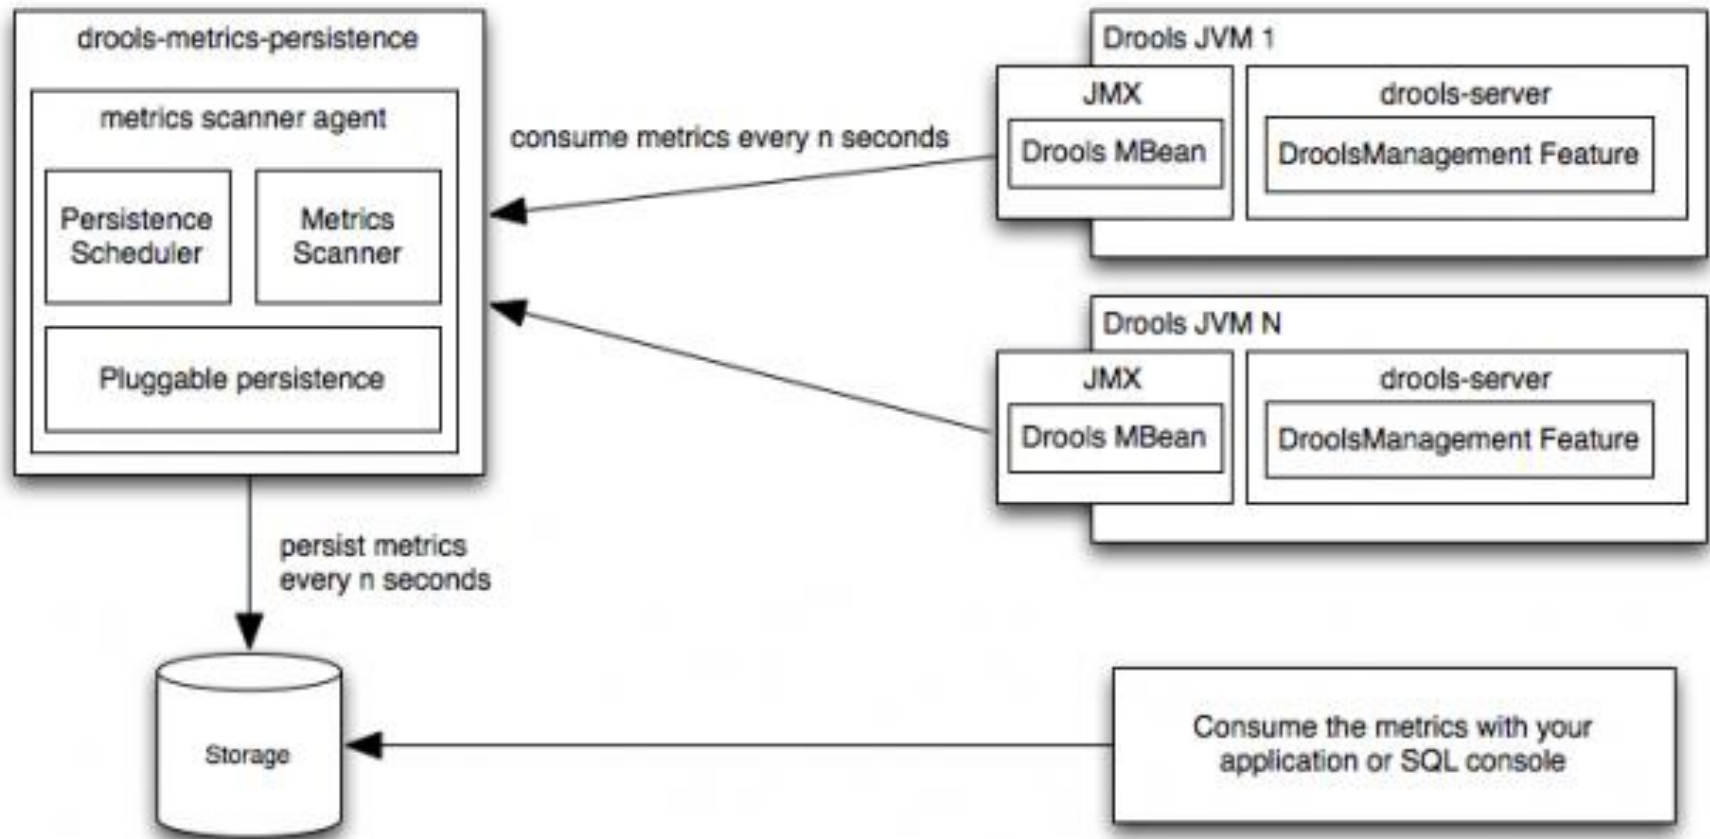 drools-metrics-persistence
metrics scanner agent
Persistence
Scheduler
Metrics
Scanner
Pluggable persistence
consume metrics every n seconds
Drools JVM 1
JMX
Drools MBean
drools-server
DroolsManagement Feature
Drools JVM N
JMX
Drools MBean
drools-server
DroolsManagement Feature
persist metrics
every n seconds
Storage
Consume the metrics with your
application or SQL console